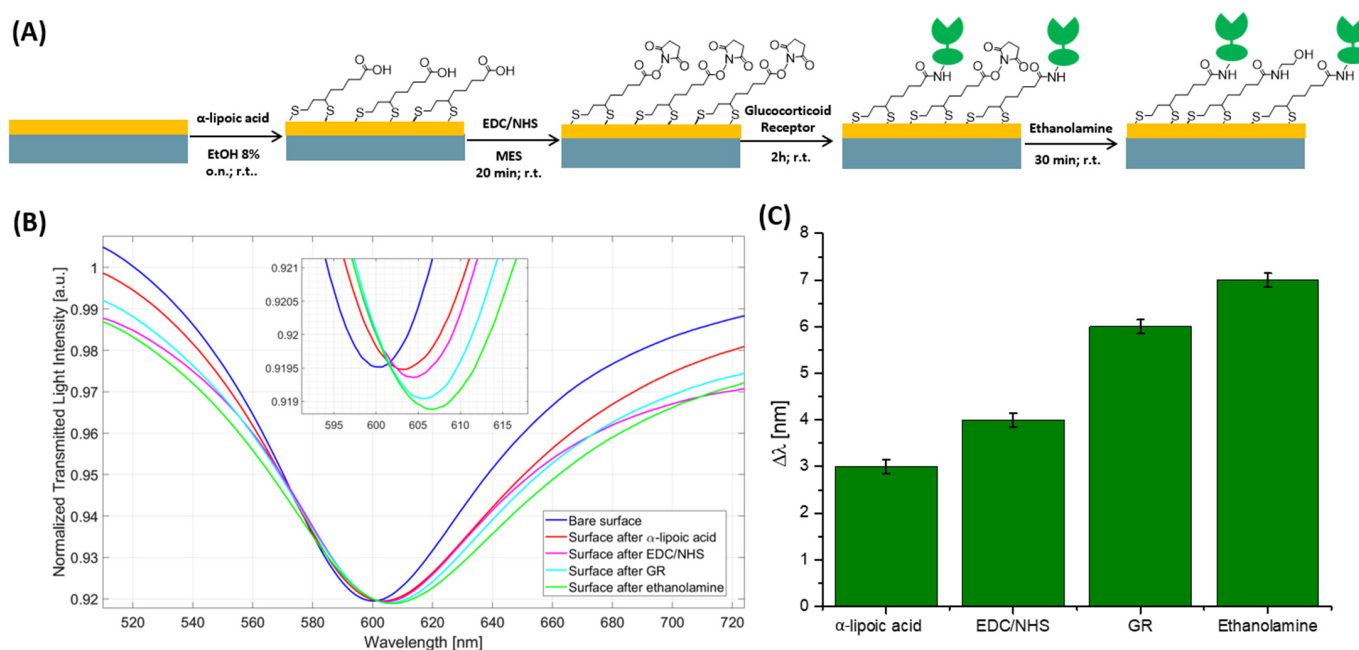 (A)
α-lipoic acid
EtOH 8%
o.n.; r.t..
EDC/NHS
MES
20 min; r.t.
Glucocorticoid
Receptor
2h; r.t.
Ethanolamine
30 min; r.t.
S S S S S S
O OH O OH O OH
O N O O O N O O O N O O
S S S S S S
O NH O O N O O O NH
S S S S S S
O NH O NH OH O NH
S S S S S S
(B)
Normalized Transmitted Light Intensity [a.u.]
1
0.99
0.98
0.97
0.96
0.95
0.94
0.93
0.92
520 540 560 580 600 620 640 660 680 700 720
Wavelength [nm]
0.921
0.9205
0.92
0.9195
0.919
595 600 605 610 615
Bare surface
Surface after α-lipoic acid
Surface after EDC/NHS
Surface after GR
Surface after ethanolamine
(C)
Δλ [nm]
8
7
6
5
4
3
2
1
0
α-lipoic acid EDC/NHS GR Ethanolamine